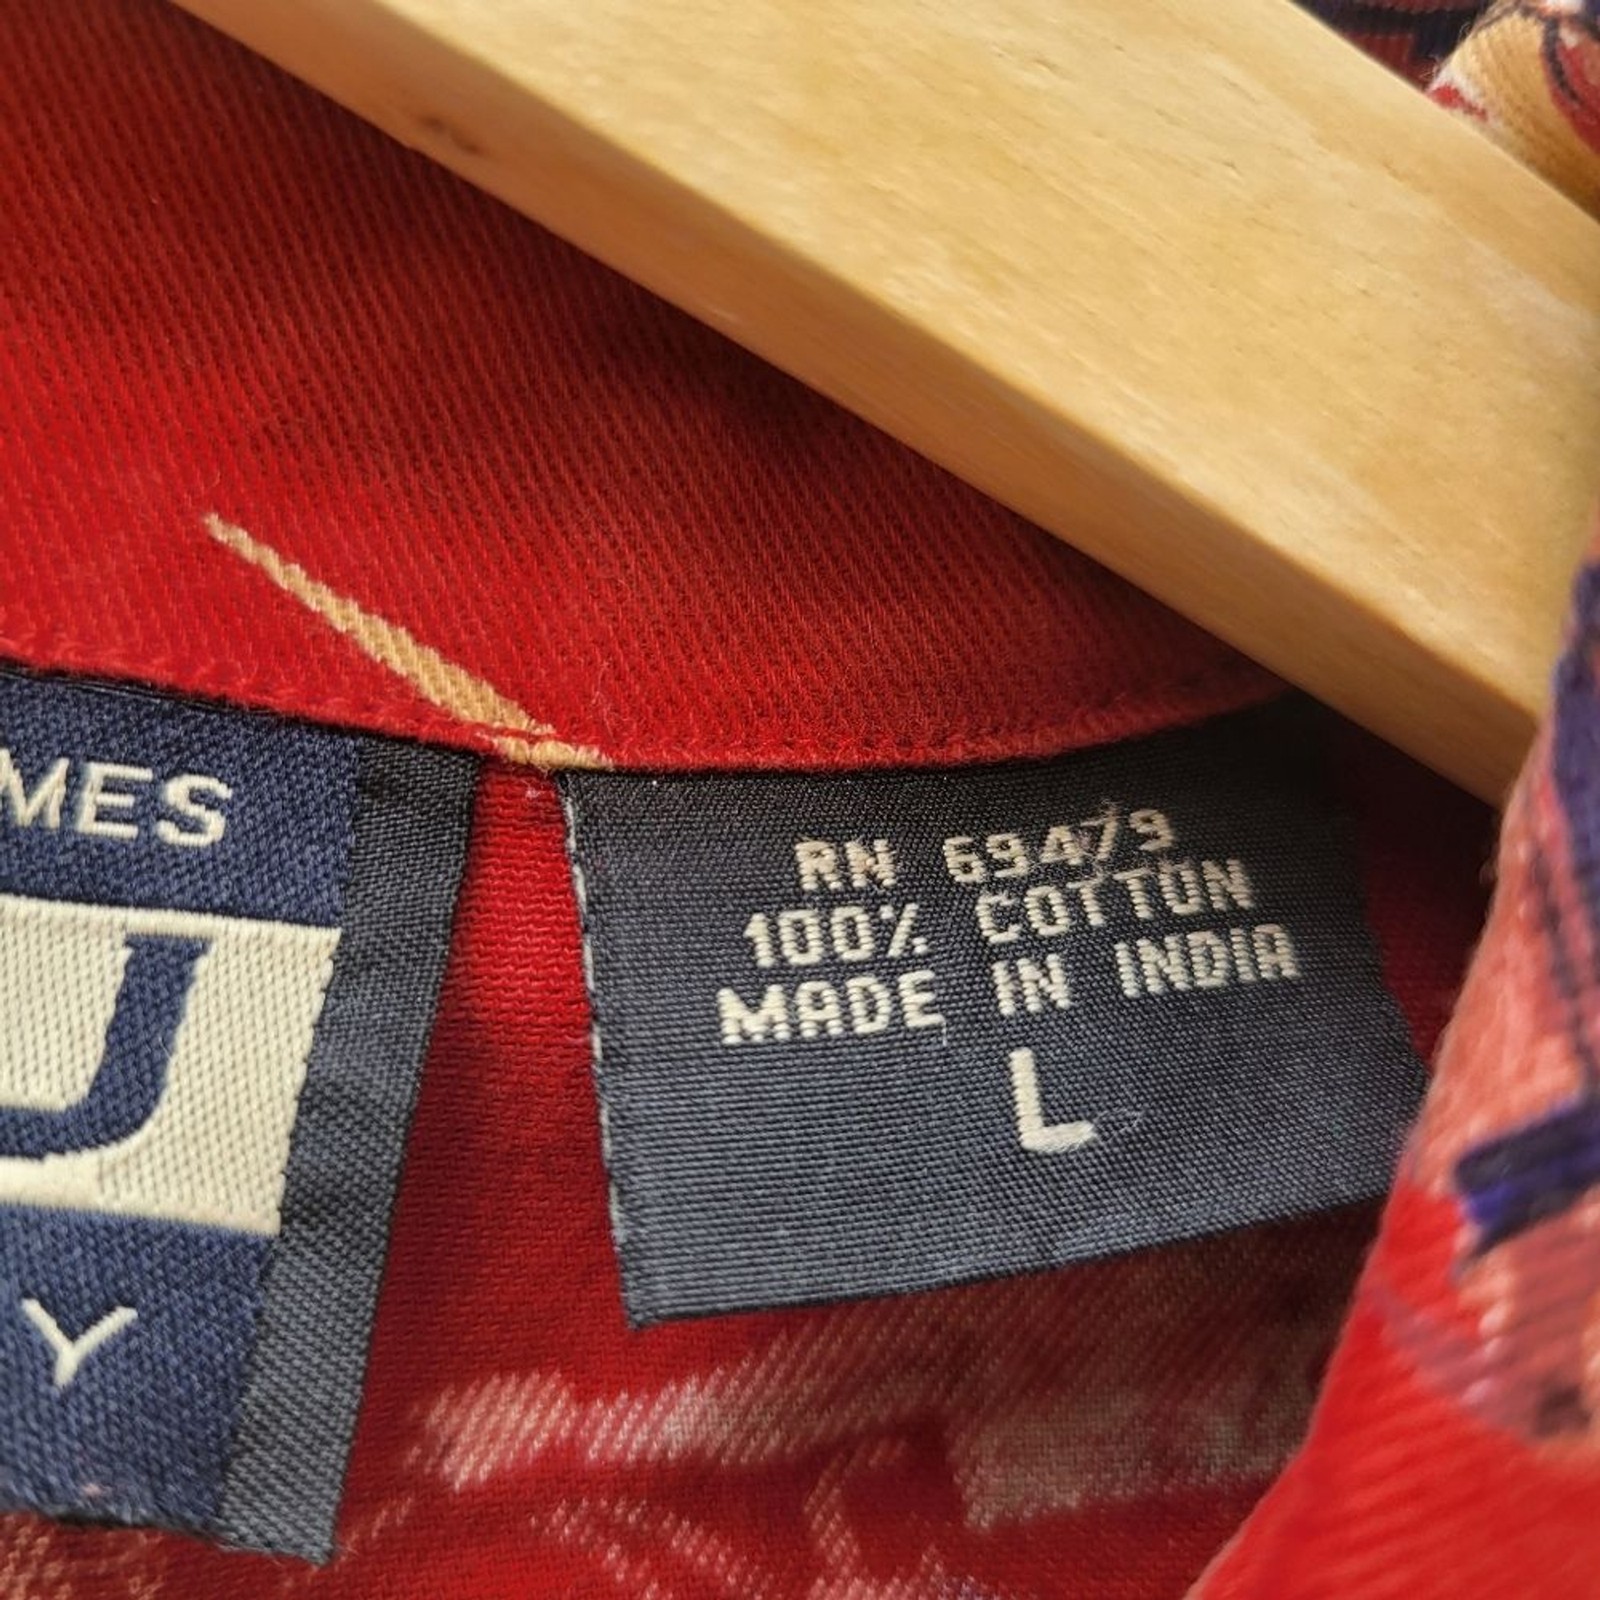 MES
J
Y
RN 69479
100% COTTON
MADE IN INDIA
L